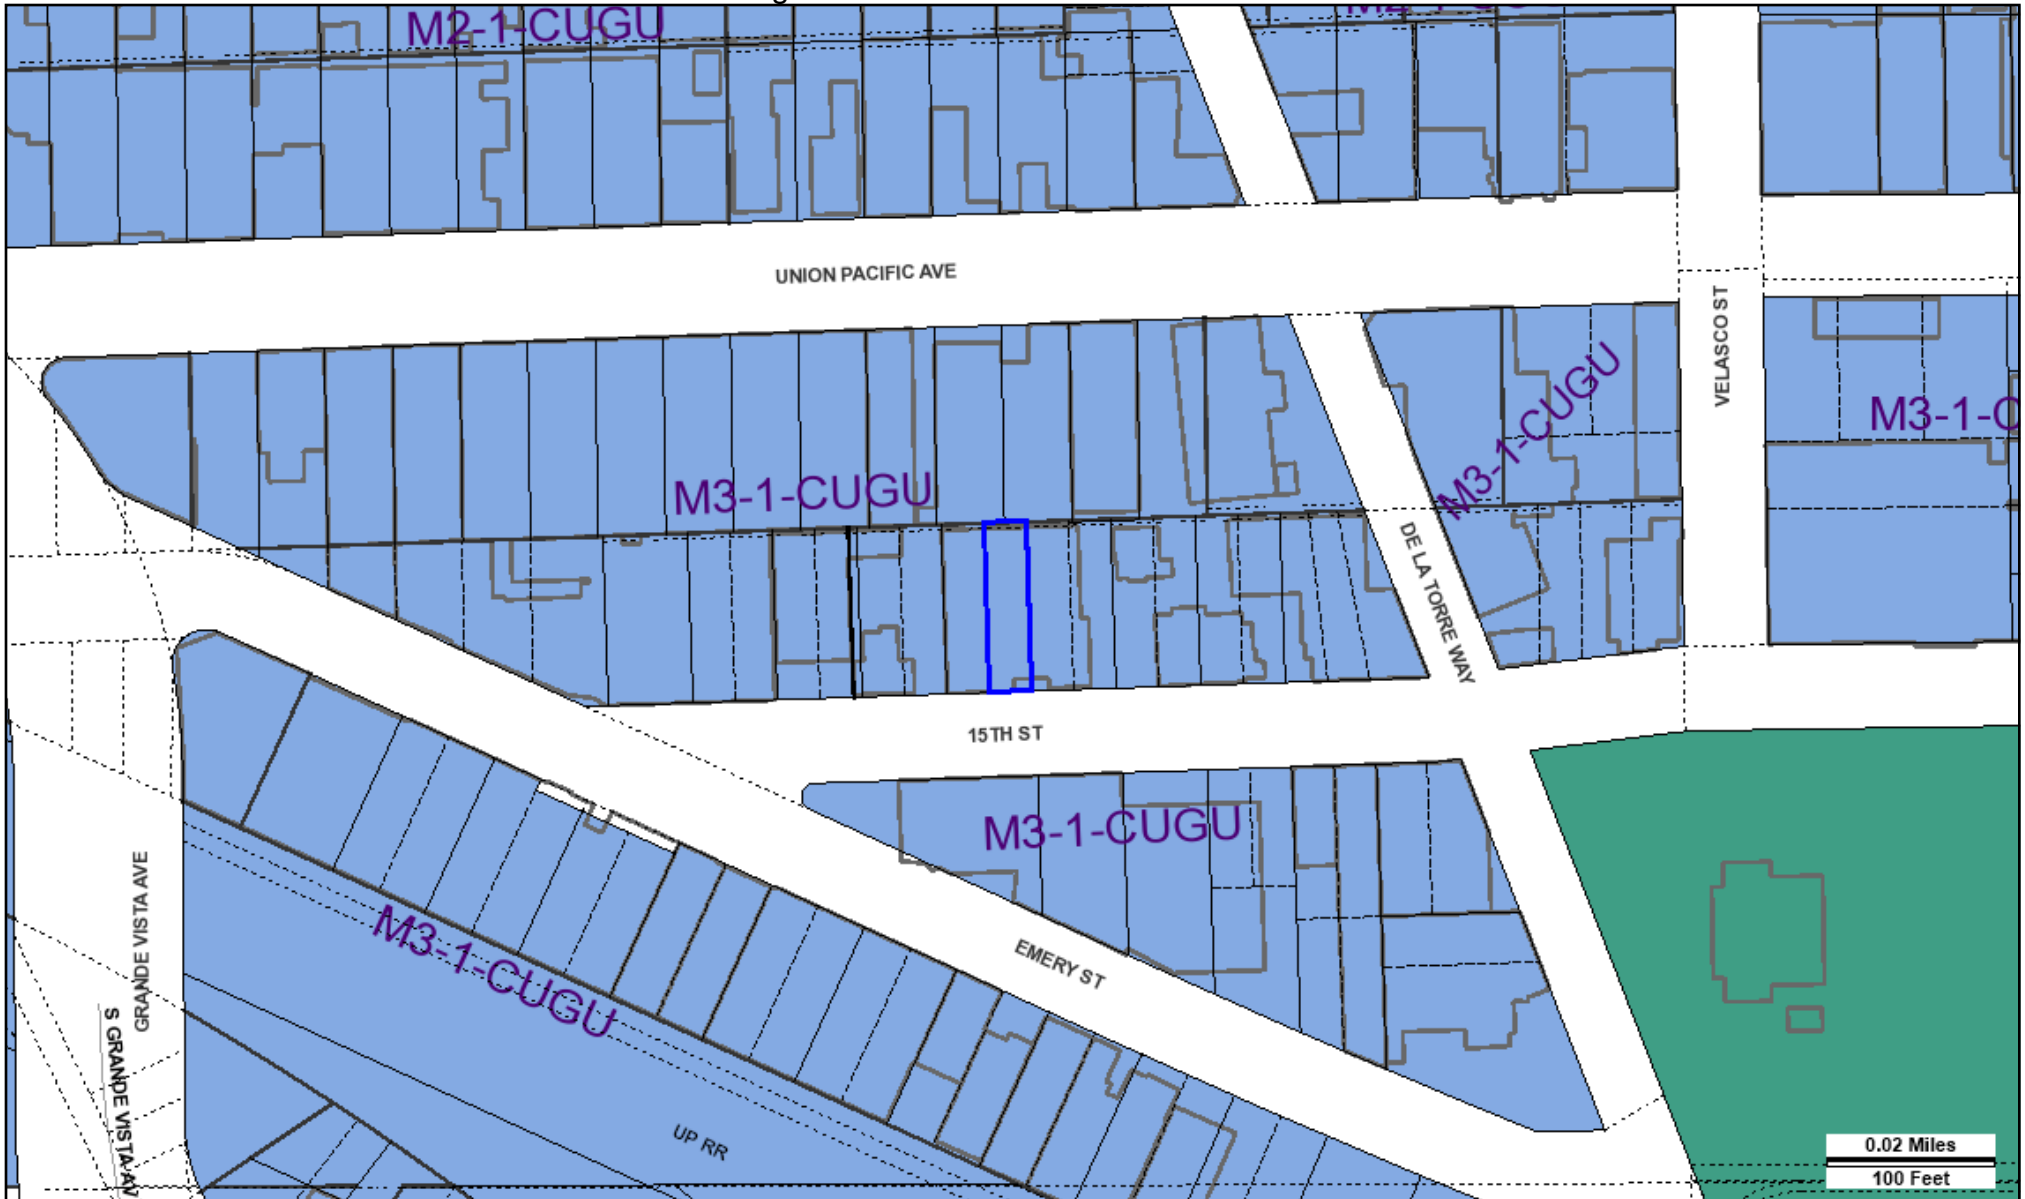 M2-1-CUGU
UNION PACIFIC AVE
VELASCO ST
M3-1-CUGU
M3-1-C
M3-1-CUGU
DE LA TORRE WAY
15TH ST
M3-1-CUGU
GRANDE VISTA AVE
M3-1-CUGU
EMERY ST
S GRANDE VISTA AV
UP RR
0.02 Miles
100 Feet